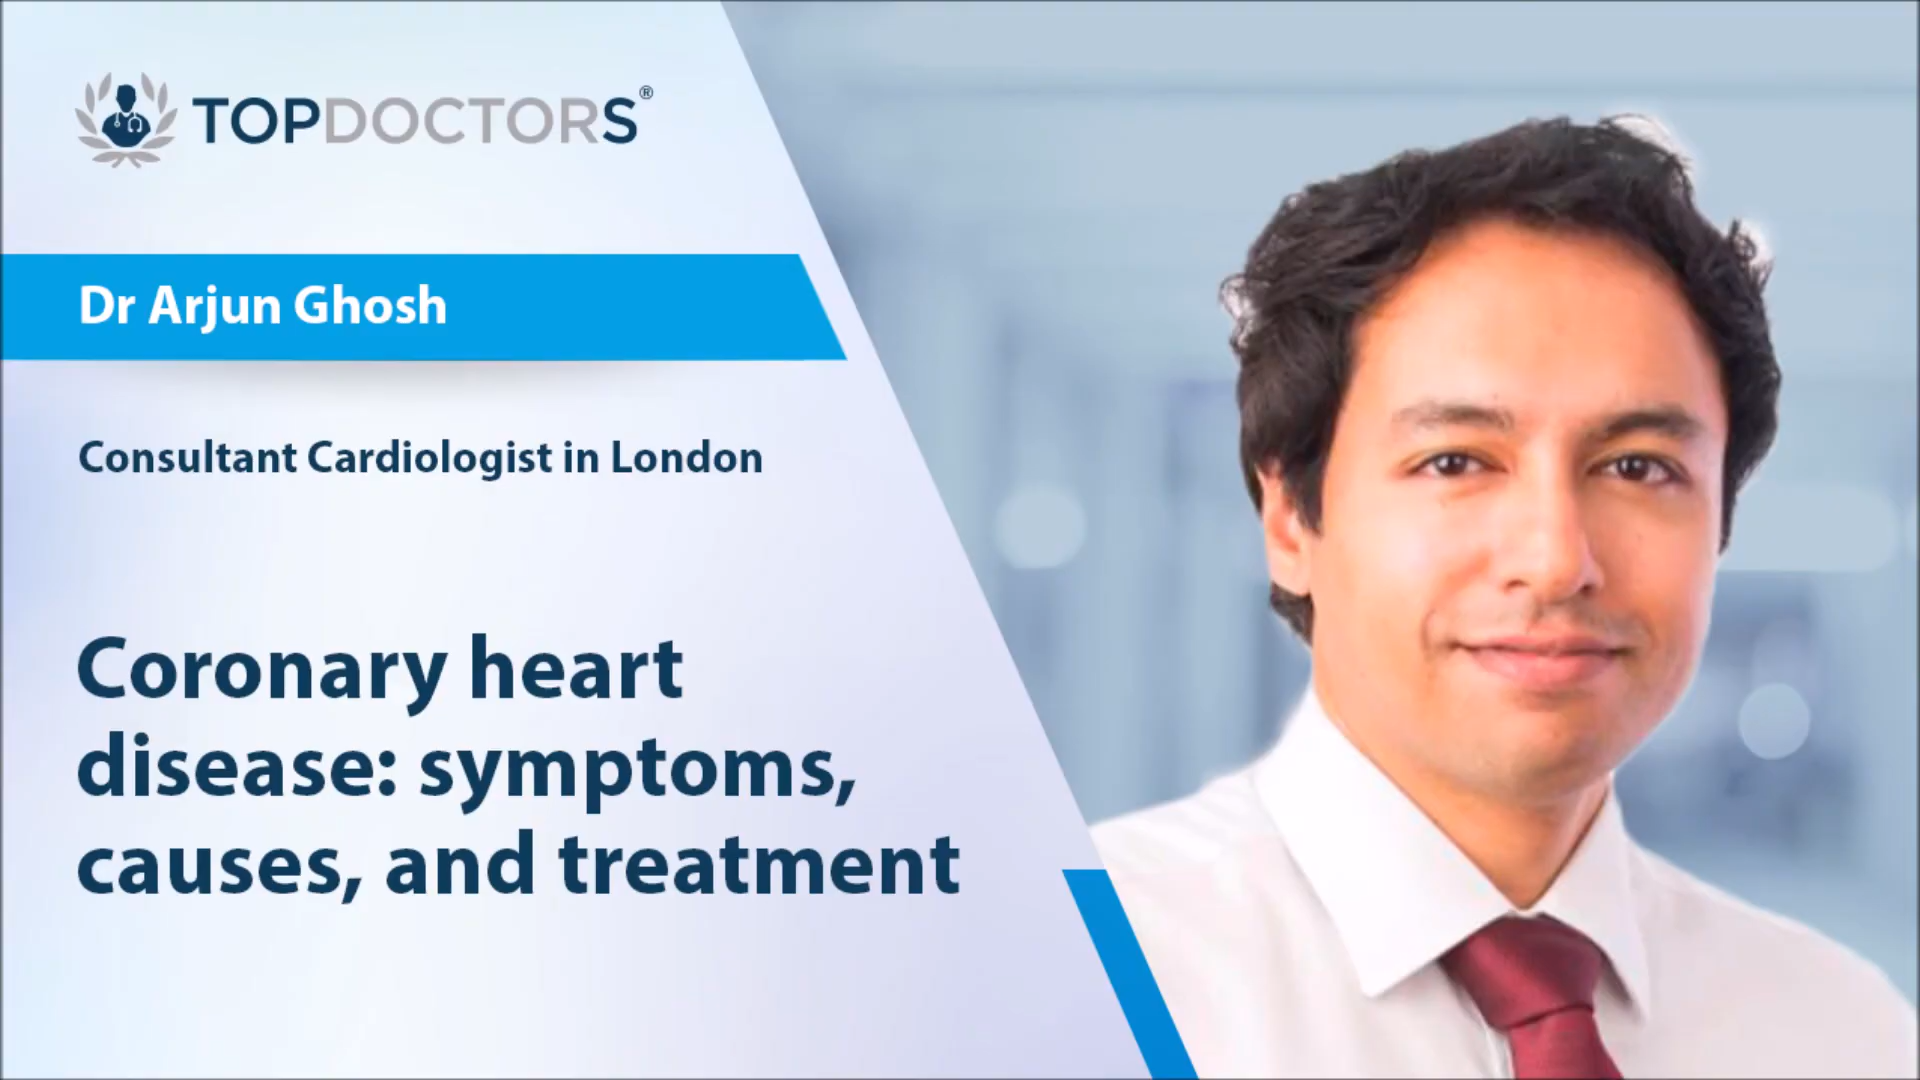 TOPDOCTORS®
Dr Arjun Ghosh
Consultant Cardiologist in London
Coronary heart
disease: symptoms,
causes, and treatment